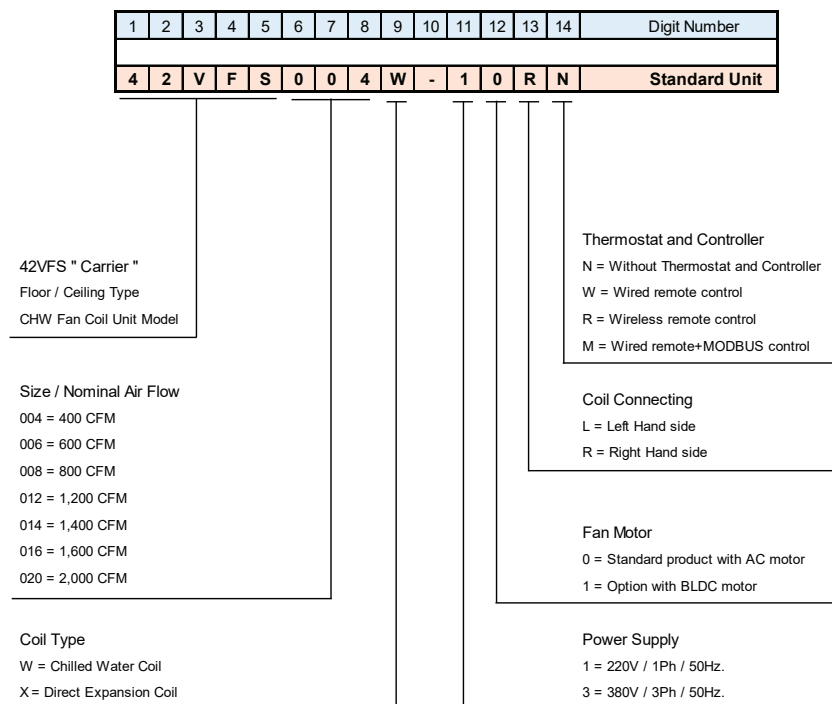 1 2 3 4 5 6 7 8 9 10 11 12 13 14 Digit Number
4 2 V F S 0 0 4 W - 1 0 R N Standard Unit
42VFS " Carrier "
Floor / Ceiling Type
CHW Fan Coil Unit Model
Size / Nominal Air Flow
004 = 400 CFM
006 = 600 CFM
008 = 800 CFM
012 = 1,200 CFM
014 = 1,400 CFM
016 = 1,600 CFM
020 = 2,000 CFM
Coil Type
W = Chilled Water Coil
X = Direct Expansion Coil
Thermostat and Controller
N = Without Thermostat and Controller
W = Wired remote control
R = Wireless remote control
M = Wired remote+MODBUS control
Coil Connecting
L = Left Hand side
R = Right Hand side
Fan Motor
0 = Standard product with AC motor
1 = Option with BLDC motor
Power Supply
1 = 220V / 1Ph / 50Hz.
3 = 380V / 3Ph / 50Hz.